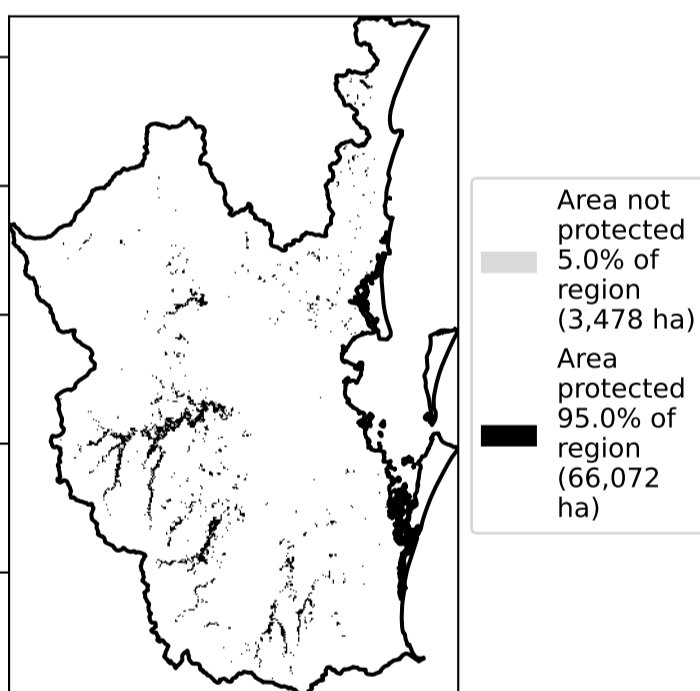 Area not
protected
5.0% of
region
(3,478 ha)
Area
protected
95.0% of
region
(66,072
ha)